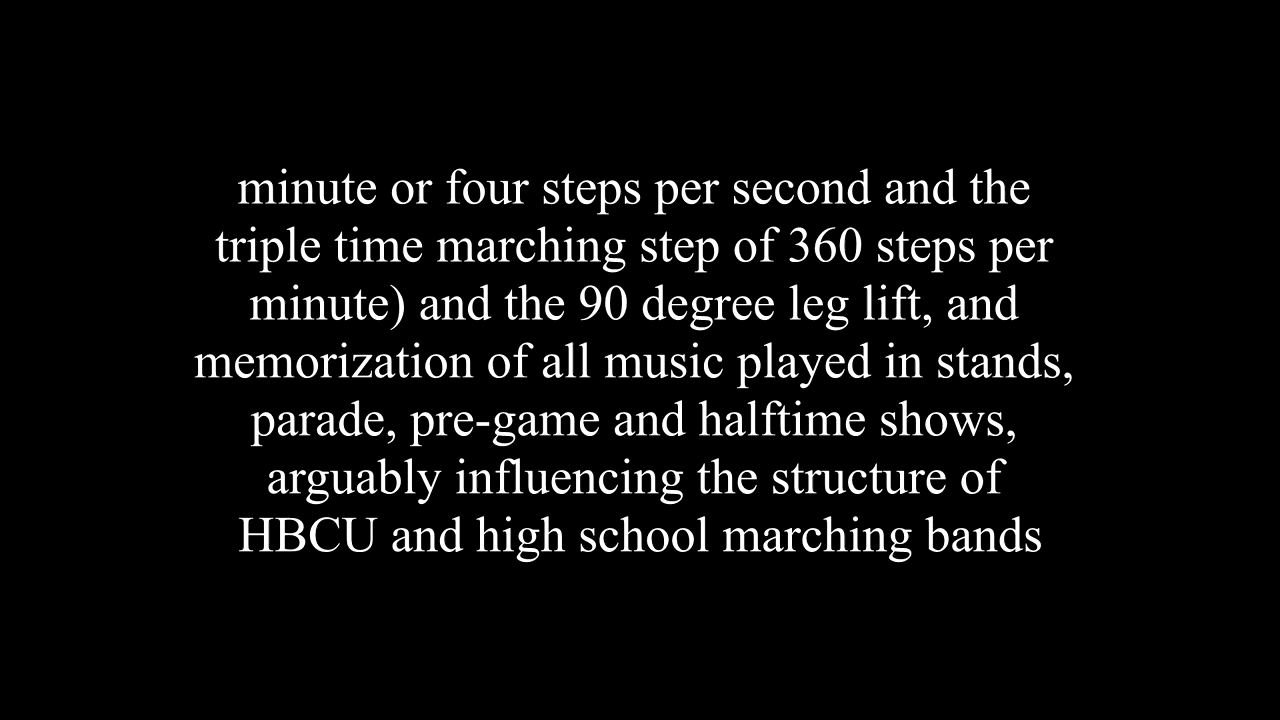 minute or four steps per second and the
triple time marching step of 360 steps per
minute) and the 90 degree leg lift, and
memorization of all music played in stands,
parade, pre-game and halftime shows,
arguably influencing the structure of
HBCU and high school marching bands